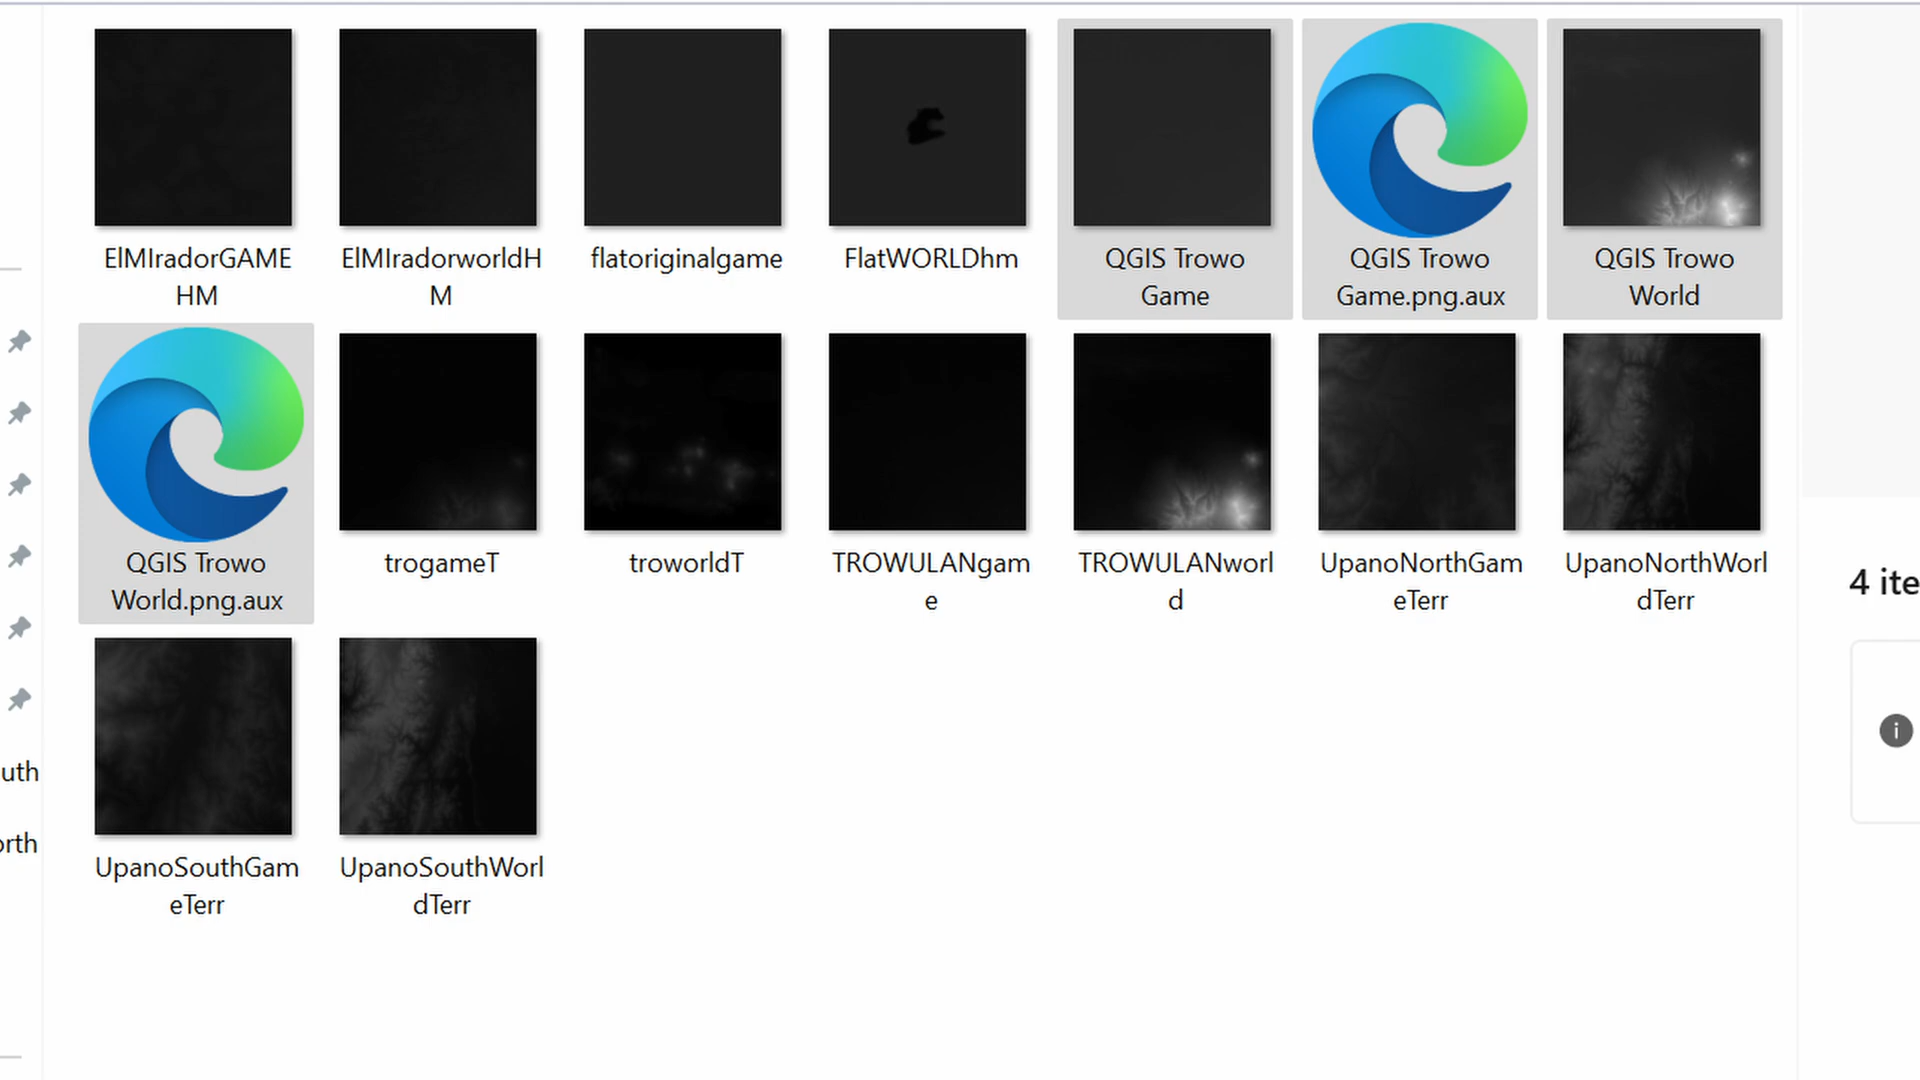 ElMIradorGAME
HM
ElMIradorworldH
M
flatoriginalgame
FlatWORLDhm
QGIS Trowo
Game
QGIS Trowo
Game.png.aux
QGIS Trowo
World
QGIS Trowo
World.png.aux
trogameT
troworldT
TROWULANgam
e
TROWULANworl
d
UpanoNorthGam
eTerr
UpanoNorthWorl
dTerr
UpanoSouthGam
eTerr
UpanoSouthWorl
dTerr
uth
orth
4 ite